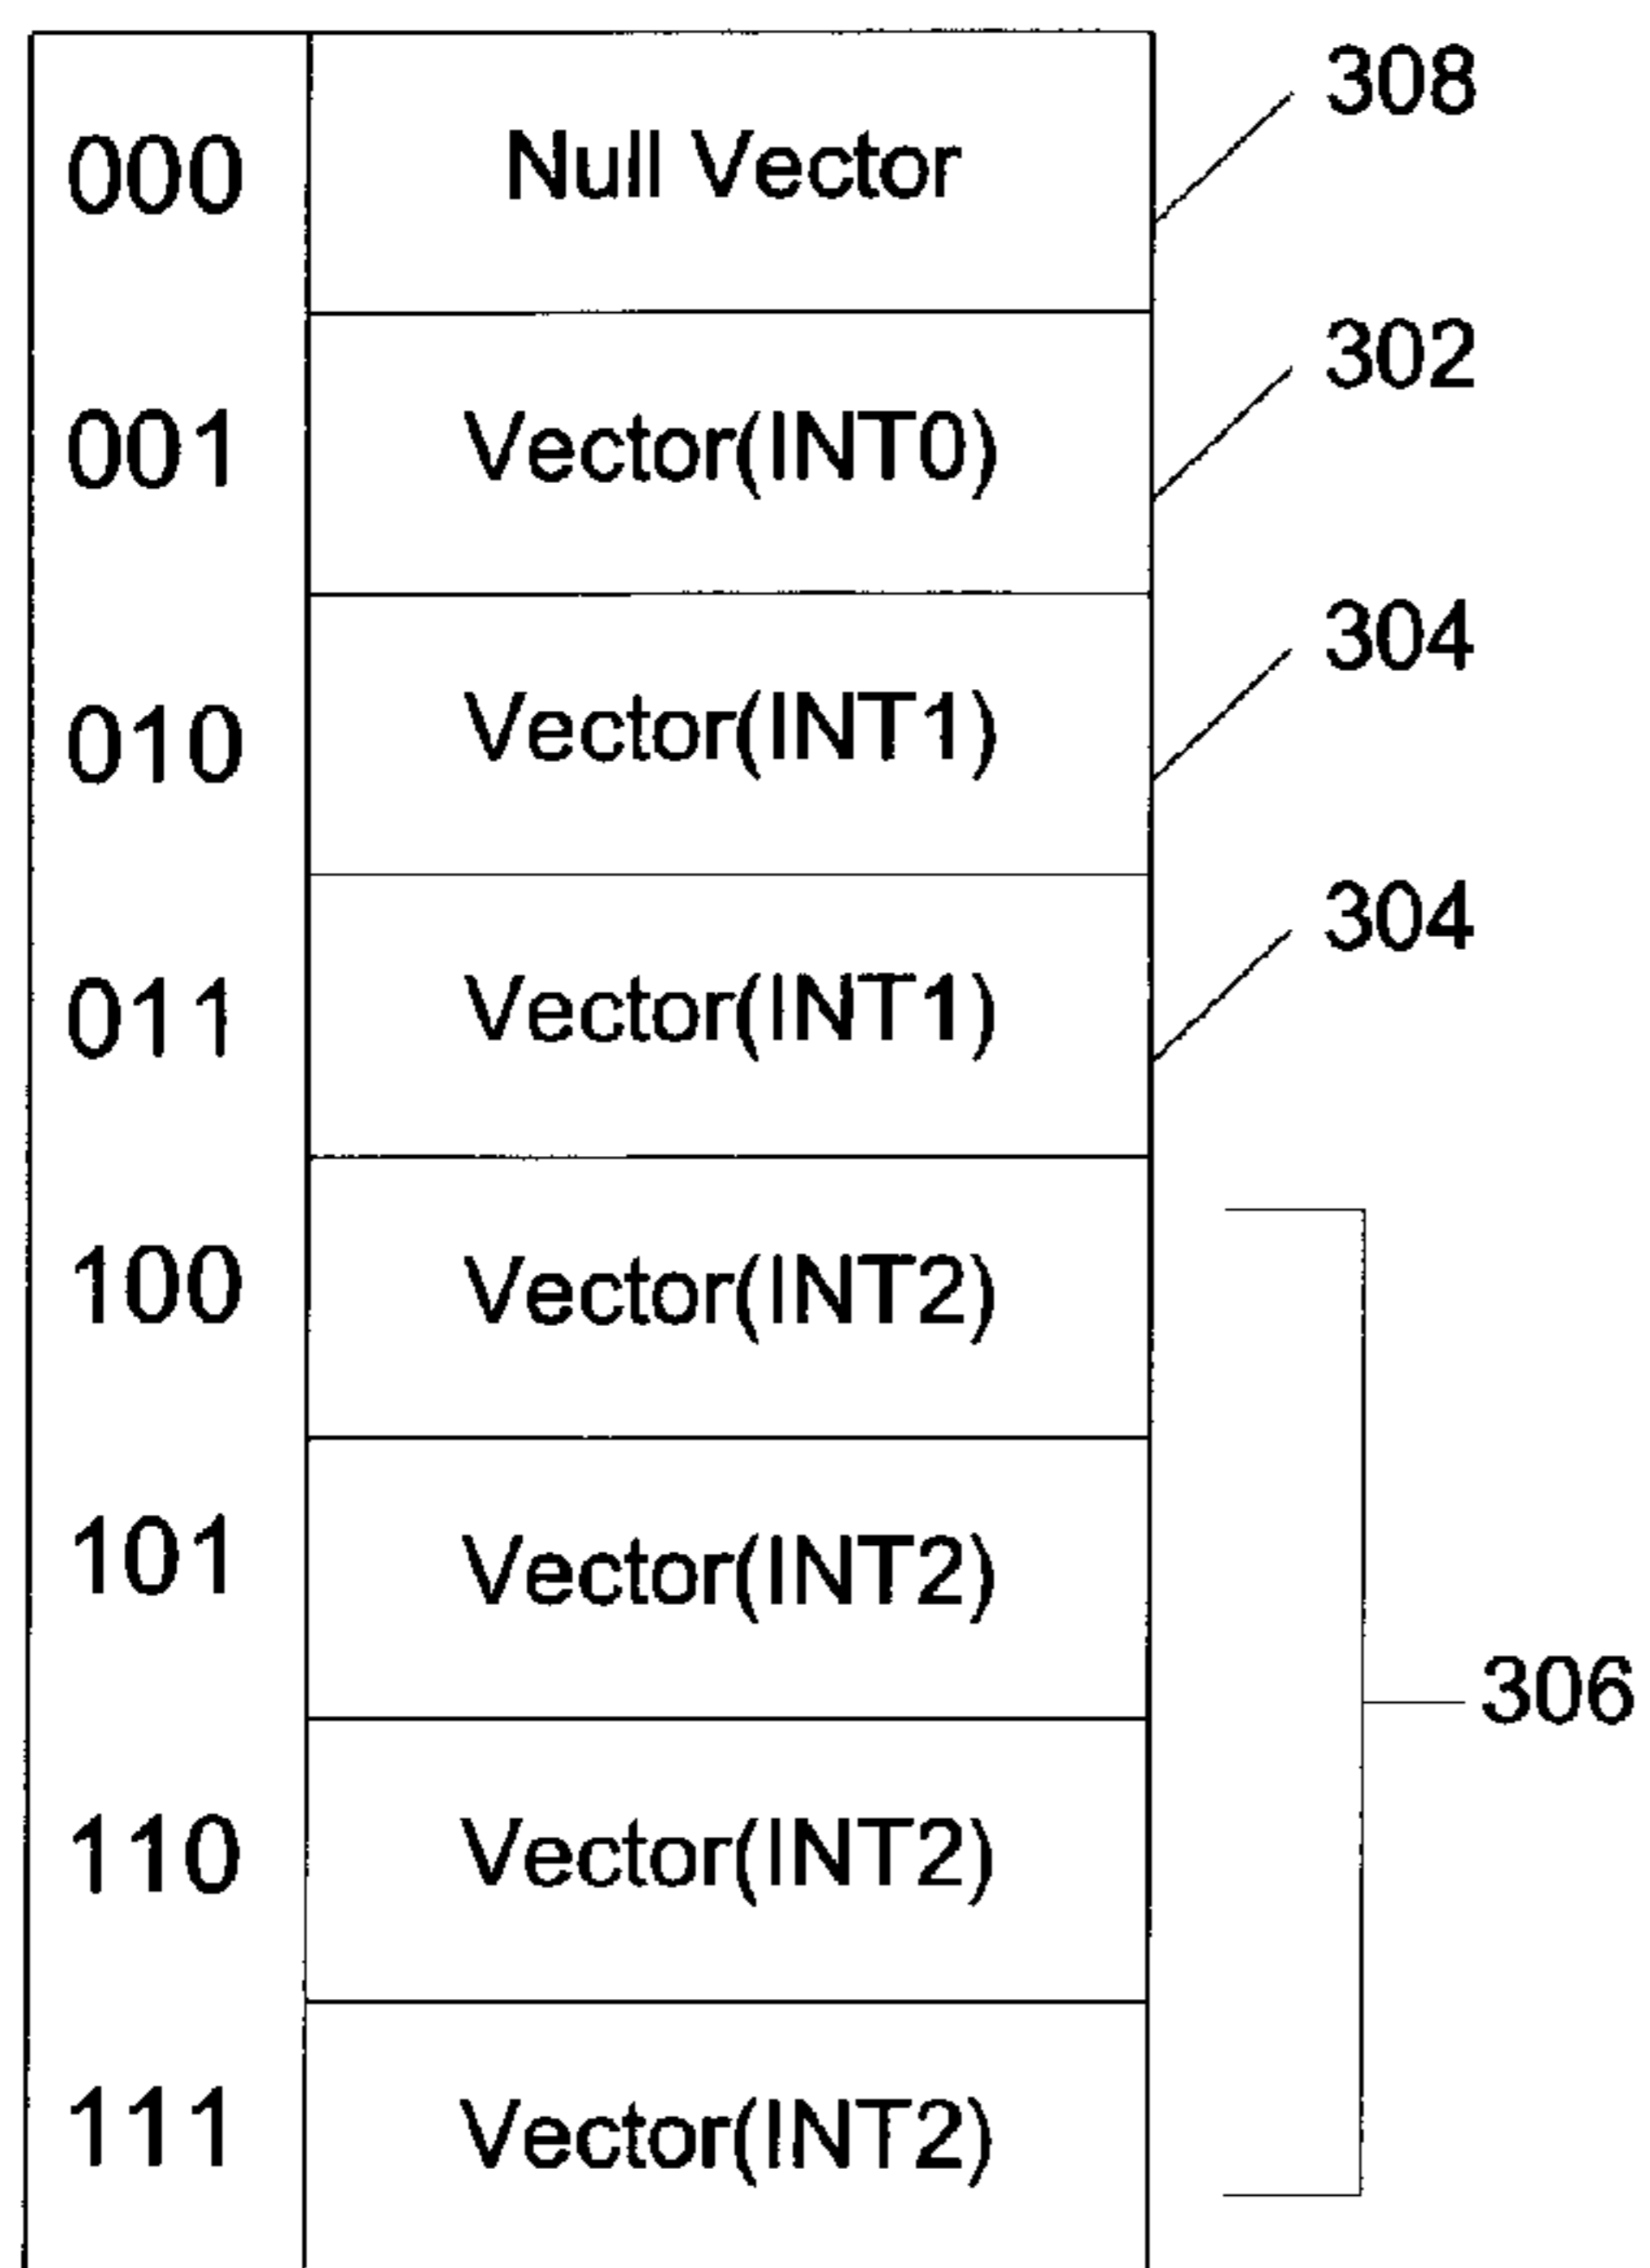 000 Null Vector 308
001 Vector(INT0) 302
010 Vector(INT1) 304
011 Vector(INT1) 304
100 Vector(INT2)
101 Vector(INT2)
306
110 Vector(INT2)
111 Vector(INT2)